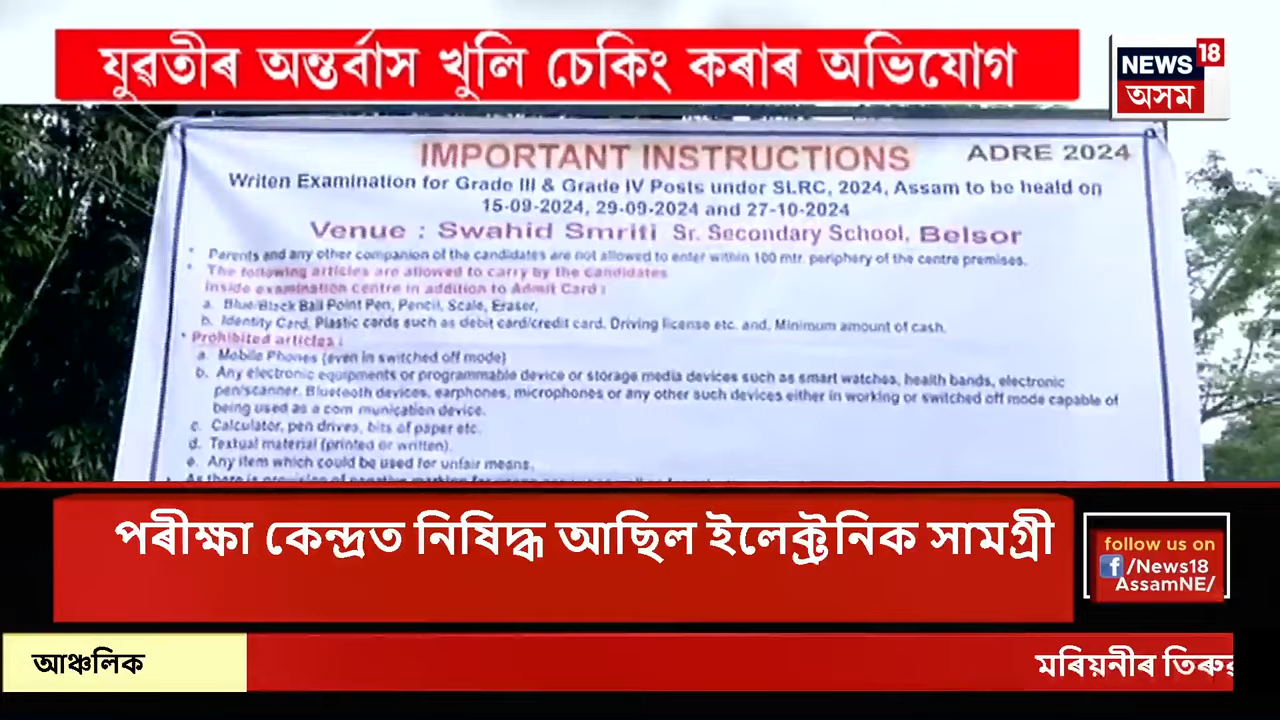 যুৱতীৰ অন্তৰ্বাস খুলি চেকিং কৰাৰ অভিযোগ
NEWS 18
অসম
IMPORTANT INSTRUCTIONS ADRE 2024
Writen Examination for Grade III & Grade IV Posts under SLRC, 2024, Assam to be heald on
15-09-2024, 29-09-2024 and 27-10-2024
Venue : Swahid Smriti Sr. Secondary School, Belsor
* Parents and any other companion of the candidates are not allowed to enter within 100 mtr. periphery of the centre premises.
* The following articles are allowed to carry by the candidates
inside examination centre in addition to Admit Card :
a. Blue/Black Ball Point Pen, Pencil, Scale, Eraser,
b. Identity Card, Plastic cards such as debit card/credit card, Driving license etc. and, Minimum amount of cash.
* Prohibited articles :
a. Mobile Phones (even in switched off mode)
b. Any electronic equipments or programmable device or storage media devices such as smart watches, health bands, electronic
pen/scanner, Bluetooth devices, earphones, microphones or any other such devices either in working or switched off mode capable of
being used as a com munication device.
c. Calculator, pen drives, bits of paper etc.
d. Textual material (printed or written).
e. Any item which could be used for unfair means.
As there is provision of negative marking for
পৰীক্ষা কেন্দ্ৰত নিষিদ্ধ আছিল ইলেক্ট্ৰনিক সামগ্ৰী
follow us on
/News18
AssamNE/
আঞ্চলিক
মৰিয়নীৰ